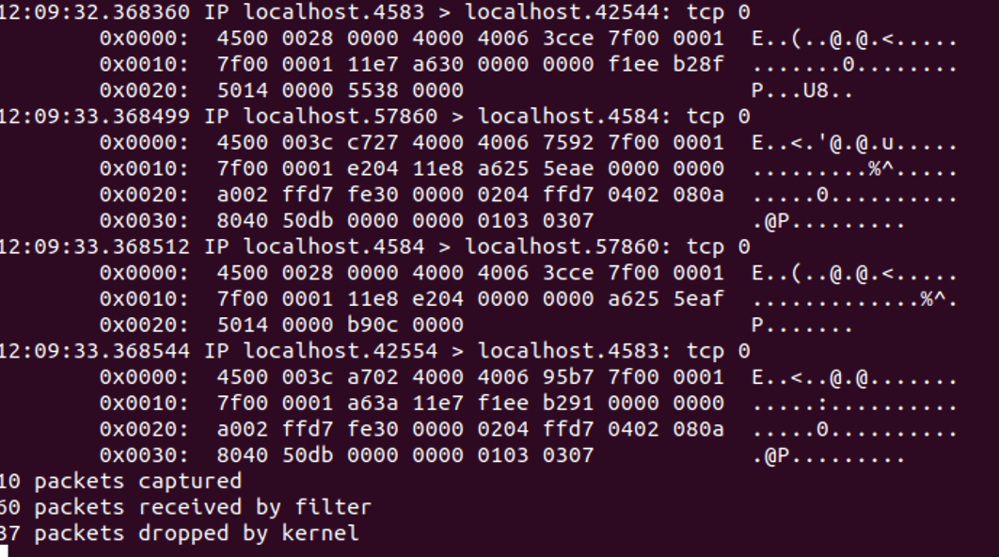 12:09:32.368360 IP localhost.4583 > localhost.42544: tcp 0
0x0000: 4500 0028 0000 4000 4006 3cce 7f00 0001 E..(..@.@.<.....
0x0010: 7f00 0001 11e7 a630 0000 0000 f1ee b28f .......0........
0x0020: 5014 0000 5538 0000 P...U8..
12:09:33.368499 IP localhost.57860 > localhost.4584: tcp 0
0x0000: 4500 003c c727 4000 4006 7592 7f00 0001 E..<.'@.@.u.....
0x0010: 7f00 0001 e204 11e8 a625 5eae 0000 0000 .........%^.....
0x0020: a002 ffd7 fe30 0000 0204 ffd7 0402 080a .....0..........
0x0030: 8040 50db 0000 0000 0103 0307 .@P.........
12:09:33.368512 IP localhost.4584 > localhost.57860: tcp 0
0x0000: 4500 0028 0000 4000 4006 3cce 7f00 0001 E..(..@.@.<.....
0x0010: 7f00 0001 11e8 e204 0000 0000 a625 5eaf .............%^.
0x0020: 5014 0000 b90c 0000 P.......
12:09:33.368544 IP localhost.42554 > localhost.4583: tcp 0
0x0000: 4500 003c a702 4000 4006 95b7 7f00 0001 E..<..@.@.......
0x0010: 7f00 0001 a63a 11e7 f1ee b291 0000 0000 .....:..........
0x0020: a002 ffd7 fe30 0000 0204 ffd7 0402 080a .....0..........
0x0030: 8040 50db 0000 0000 0103 0307 .@P.........
10 packets captured
60 packets received by filter
37 packets dropped by kernel